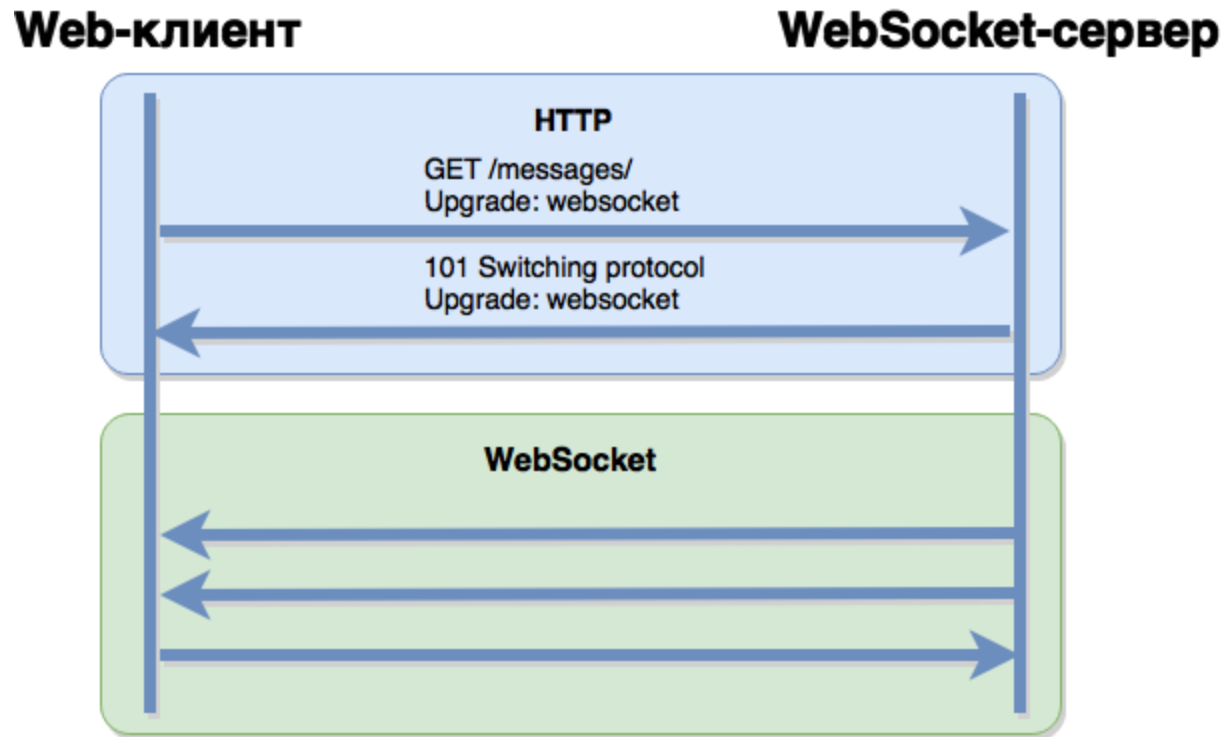 Web-клиент
WebSocket-сервер
HTTP
GET /messages/
Upgrade: websocket
101 Switching protocol
Upgrade: websocket
WebSocket